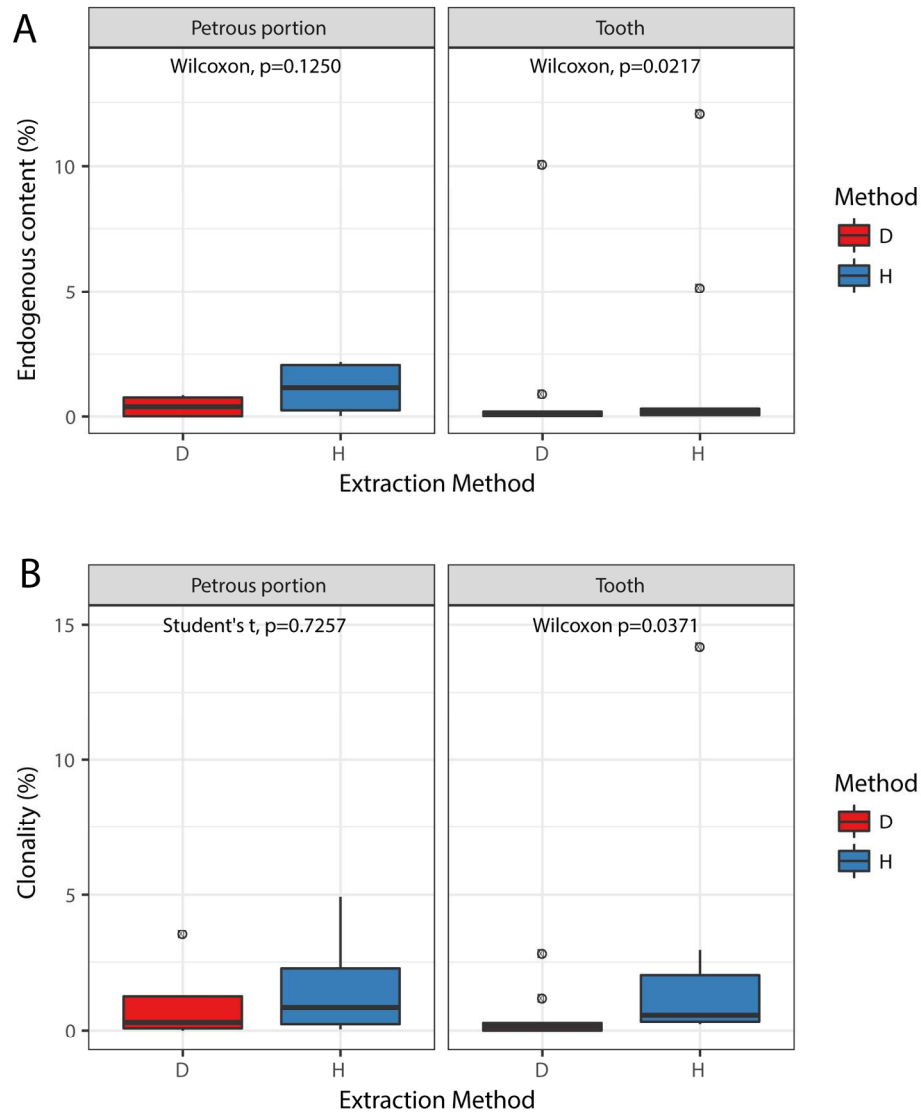 A
Petrous portion
Tooth
Wilcoxon, p=0.1250
Wilcoxon, p=0.0217
10
5
0
Endogenous content (%)
D
H
D
H
Extraction Method
Method
D
H
B
Petrous portion
Tooth
Student's t, p=0.7257
Wilcoxon p=0.0371
15
10
5
0
Clonality (%)
D
H
D
H
Extraction Method
Method
D
H